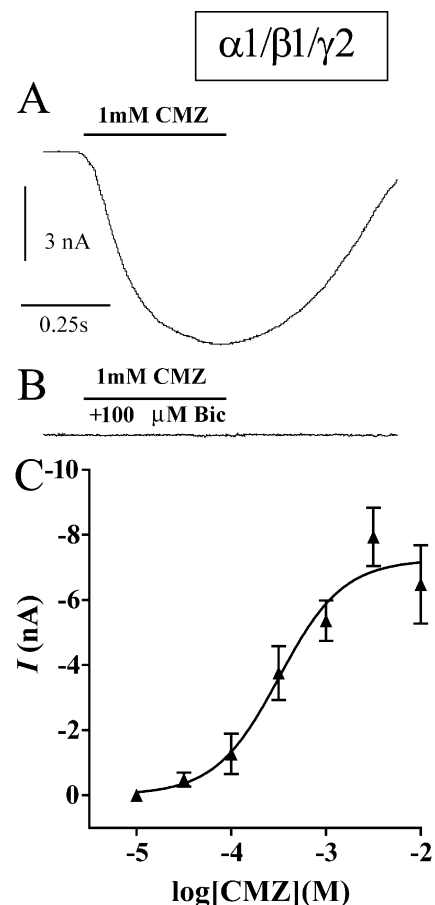 α1/β1/γ2
A
1mM CMZ
3 nA
0.25s
B
1mM CMZ
+100 μM Bic
C
-10
-8
-6
-4
-2
0
I (nA)
-5 -4 -3 -2
log[CMZ](M)